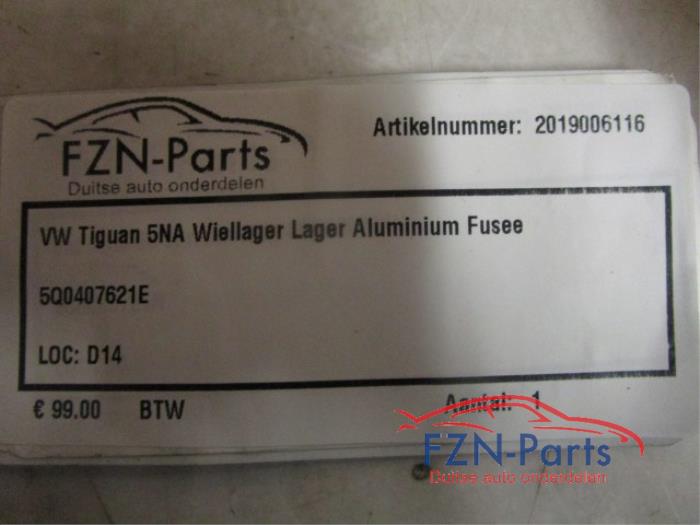 FZN-Parts
Duitse auto onderdelen
Artikelnummer: 2019006116
VW Tiguan 5NA Wiellager Lager Aluminium Fusee
5Q0407621E
LOC: D14
€ 99.00 BTW Aantal: 1
FZN-Parts
Duitse auto onderdelen